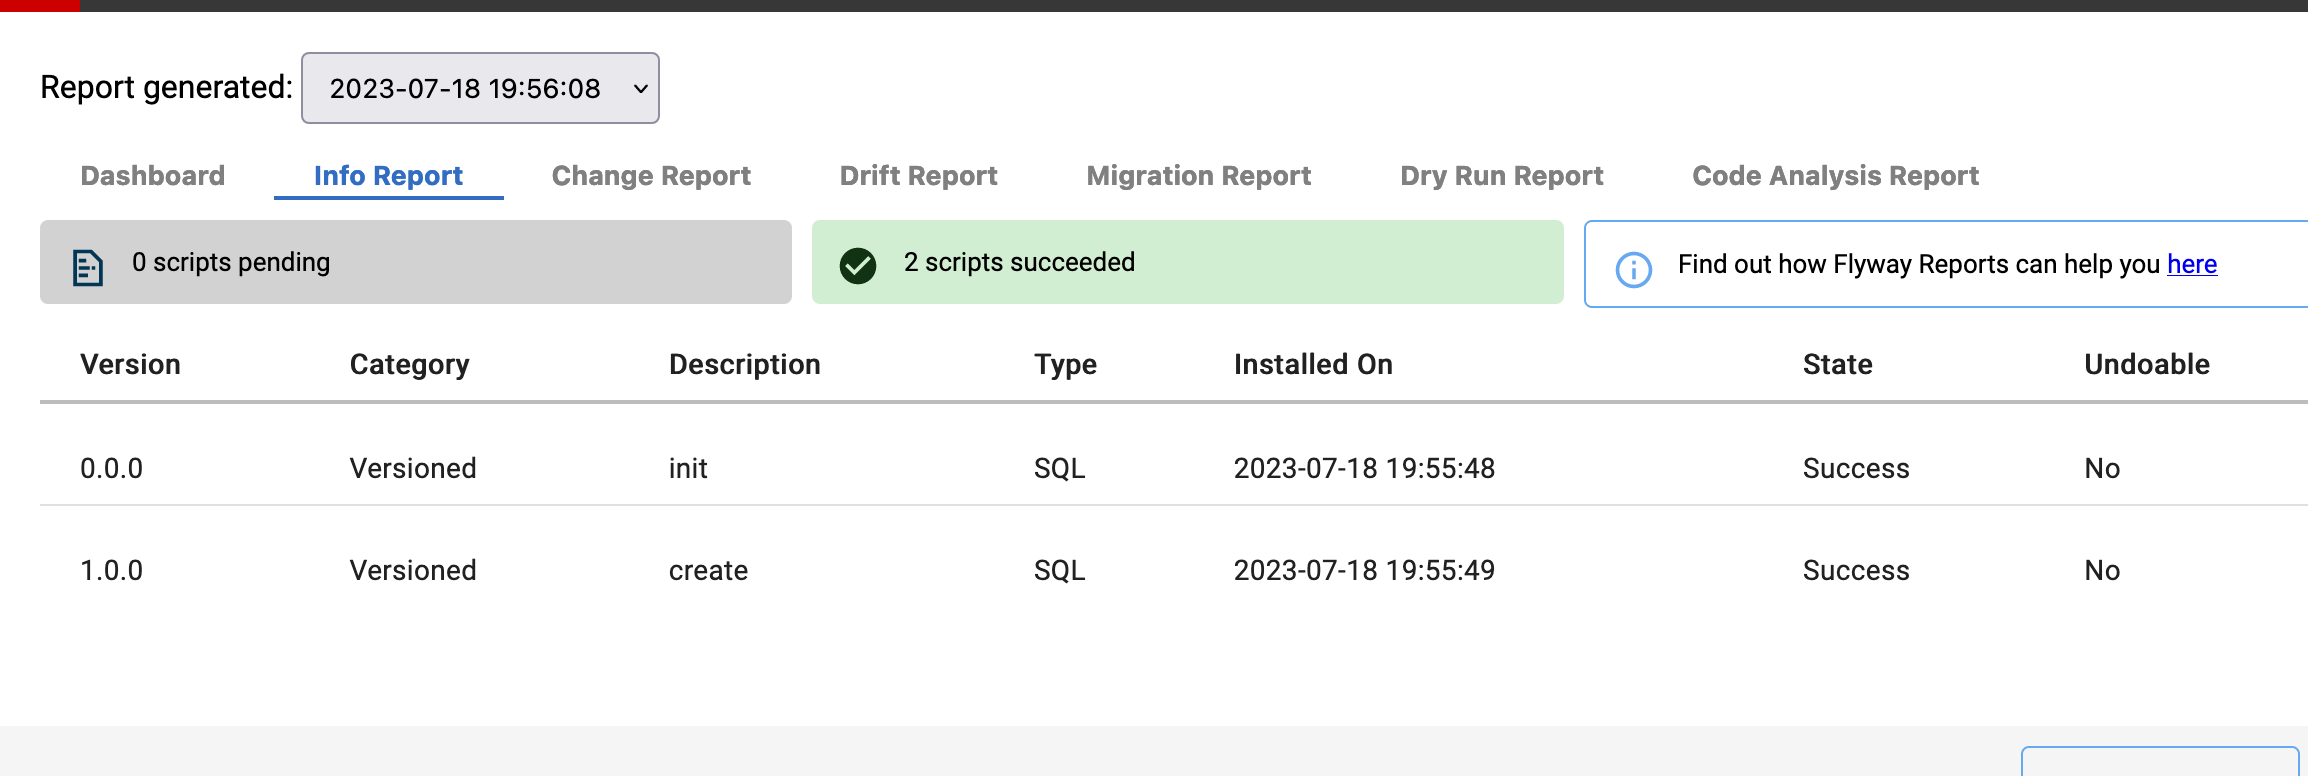 Report generated: 2023-07-18 19:56:08
Dashboard Info Report Change Report Drift Report Migration Report Dry Run Report Code Analysis Report
0 scripts pending 2 scripts succeeded Find out how Flyway Reports can help you here
Version Category Description Type Installed On State Undoable
0.0.0 Versioned init SQL 2023-07-18 19:55:48 Success No
1.0.0 Versioned create SQL 2023-07-18 19:55:49 Success No